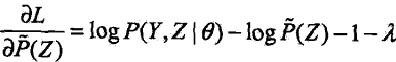 ∂L/∂P̃(Z) = log P(Y, Z | θ) − log P̃(Z) − 1 − λ